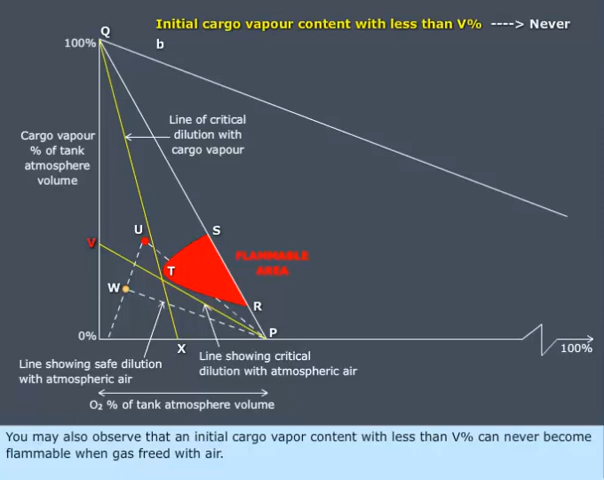 Initial cargo vapour content with less than V% ----> Never
Q
100%
b
Line of critical
dilution with
cargo vapour
Cargo vapour
% of tank
atmosphere
volume
U
S
V
FLAMMABLE
AREA
T
W
R
P
0%
X
100%
Line showing safe dilution
with atmospheric air
Line showing critical
dilution with atmospheric air
O₂ % of tank atmosphere volume
You may also observe that an initial cargo vapor content with less than V% can never become
flammable when gas freed with air.